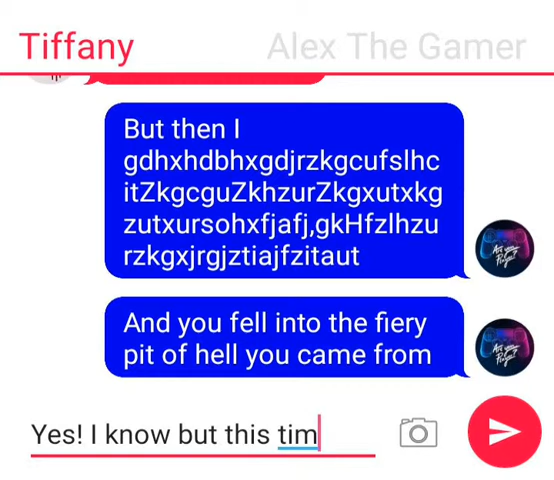 Tiffany Alex The Gamer
But then I
gdhxhdbhxgdjrzkgcufslhc
itZkgcguZkhzurZkgxutxkg
zutxursohxfjafj,gkHfzlhzu
rzkgxjrgjztiajfzitaut
And you fell into the fiery
pit of hell you came from
Yes! I know but this tim